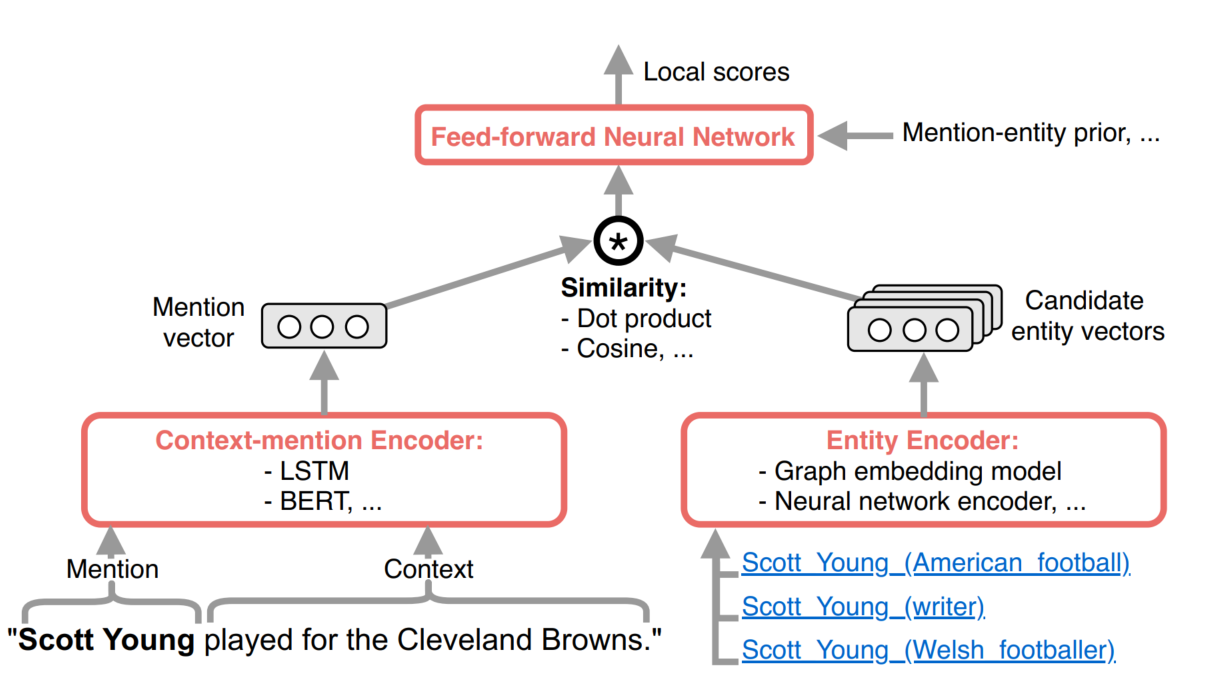 Local scores
Feed-forward Neural Network
Mention-entity prior, ...
*
Similarity:
- Dot product
- Cosine, ...
Mention
vector
Candidate
entity vectors
Context-mention Encoder:
- LSTM
- BERT, ...
Entity Encoder:
- Graph embedding model
- Neural network encoder, ...
Mention
Context
"Scott Young played for the Cleveland Browns."
Scott_Young_(American_football)
Scott_Young_(writer)
Scott_Young_(Welsh_footballer)